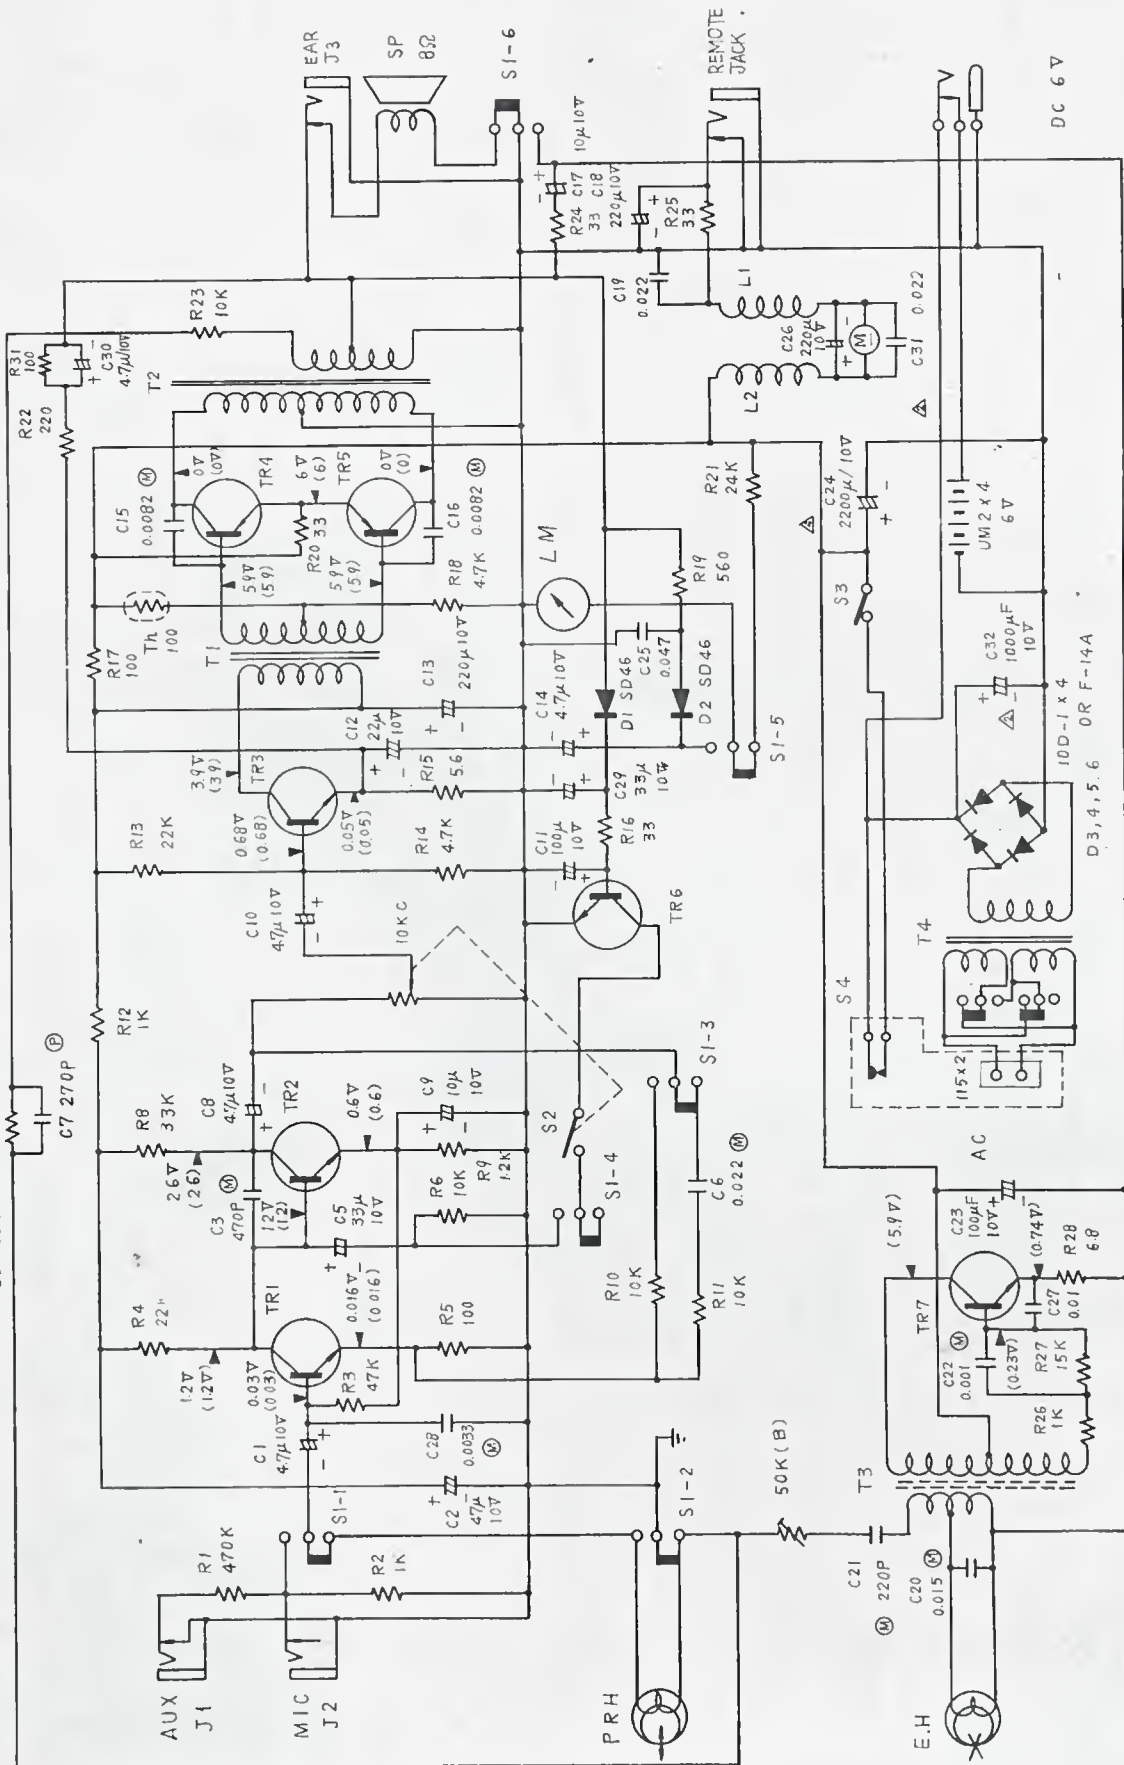 AUX
J1
MIC
J2
PRH
E.H
R1
470K
R2
1K
S1-1
C1
4.7μ10V
C2
47μ
10V
C28
0.0033
M
S1-2
50K(B)
C21
M 220P
C20
0.015 M
T3
R4
1.2V
(1.2V)
TR1
0.03V
(0.03)
R3
47K
0.016V
(0.016)
R5
100
C3 M
470P
C5
33μ
10V
R6
10K
R8
33K
2.6V
(2.6)
C8
4.7μ10V
TR2
12V
(1.2)
0.6V
(0.6)
C9
10μ
10V
R9
1.2K
C7 270P P
R12
1K
10KC
S2
S1-4
R10
10K
R11
10K
C6
0.022 M
S1-3
R26
1K
C22 M
0.001
TR7
(0.23V)
R27
15K
C27
0.01
(5.9V)
C23
100μF
10V
(0.74V)
R28
6.8
AC
115x2
S4
T4
D3,4,5.6
10D-1x4
OR F-14A
C10
4.7μ10V
R13
22K
R14
4.7K
TR3
0.68V
(0.68)
3.9V
(3.9)
0.05V
(0.05)
R15
5.6
C12
22μ
10V
C11
100μ
10V
R16
33
TR6
C29
33μ
10V
C14
4.7μ10V
D1 SD46
D2 SD46
S1-5
C13
220μ10V
T1
R17
100
Th
100
R18
4.7K
LM
C25
0.047
R19
560
C15
0.0082 M
5.9V
(5.9)
0V
(0V)
TR4
R20
33
6V
(6)
TR5
5.9V
(5.9)
0V
(0)
C16
0.0082 M
T2
R21
24K
R22
220
R31
100
C30
4.7μ/10V
R23
10K
EAR
J3
SP
8Ω
S1-6
10μ10V
C17
R24
33
C18
220μ10V
R25
33
C19
0.022
REMOTE
JACK.
L1
L2
C26
220μ
10V
M
C31
0.022
2
C24
2200μ/10V
S3
UM2x4
6V
C32
1000μF
10V
2
DC 6V